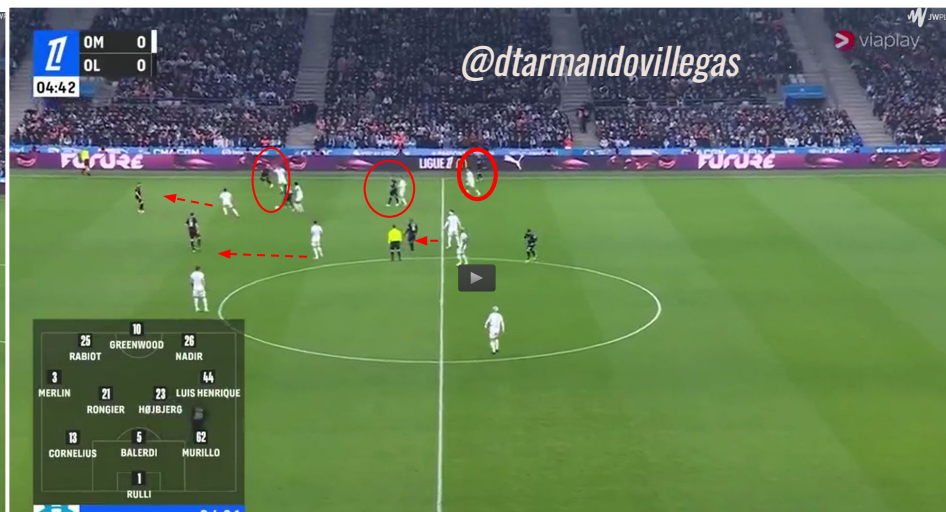 JWPL
viaplay
@dtarmandovillegas
OM 0
OL 0
04:42
FUTURE
LIGUE 1
FUTURE
10
GREENWOOD
25
RABIOT
26
NADIR
3
MERLIN
44
LUIS HENRIQUE
21
RONGIER
23
HØJBJERG
13
CORNELIUS
5
BALERDI
62
MURILLO
1
RULLI